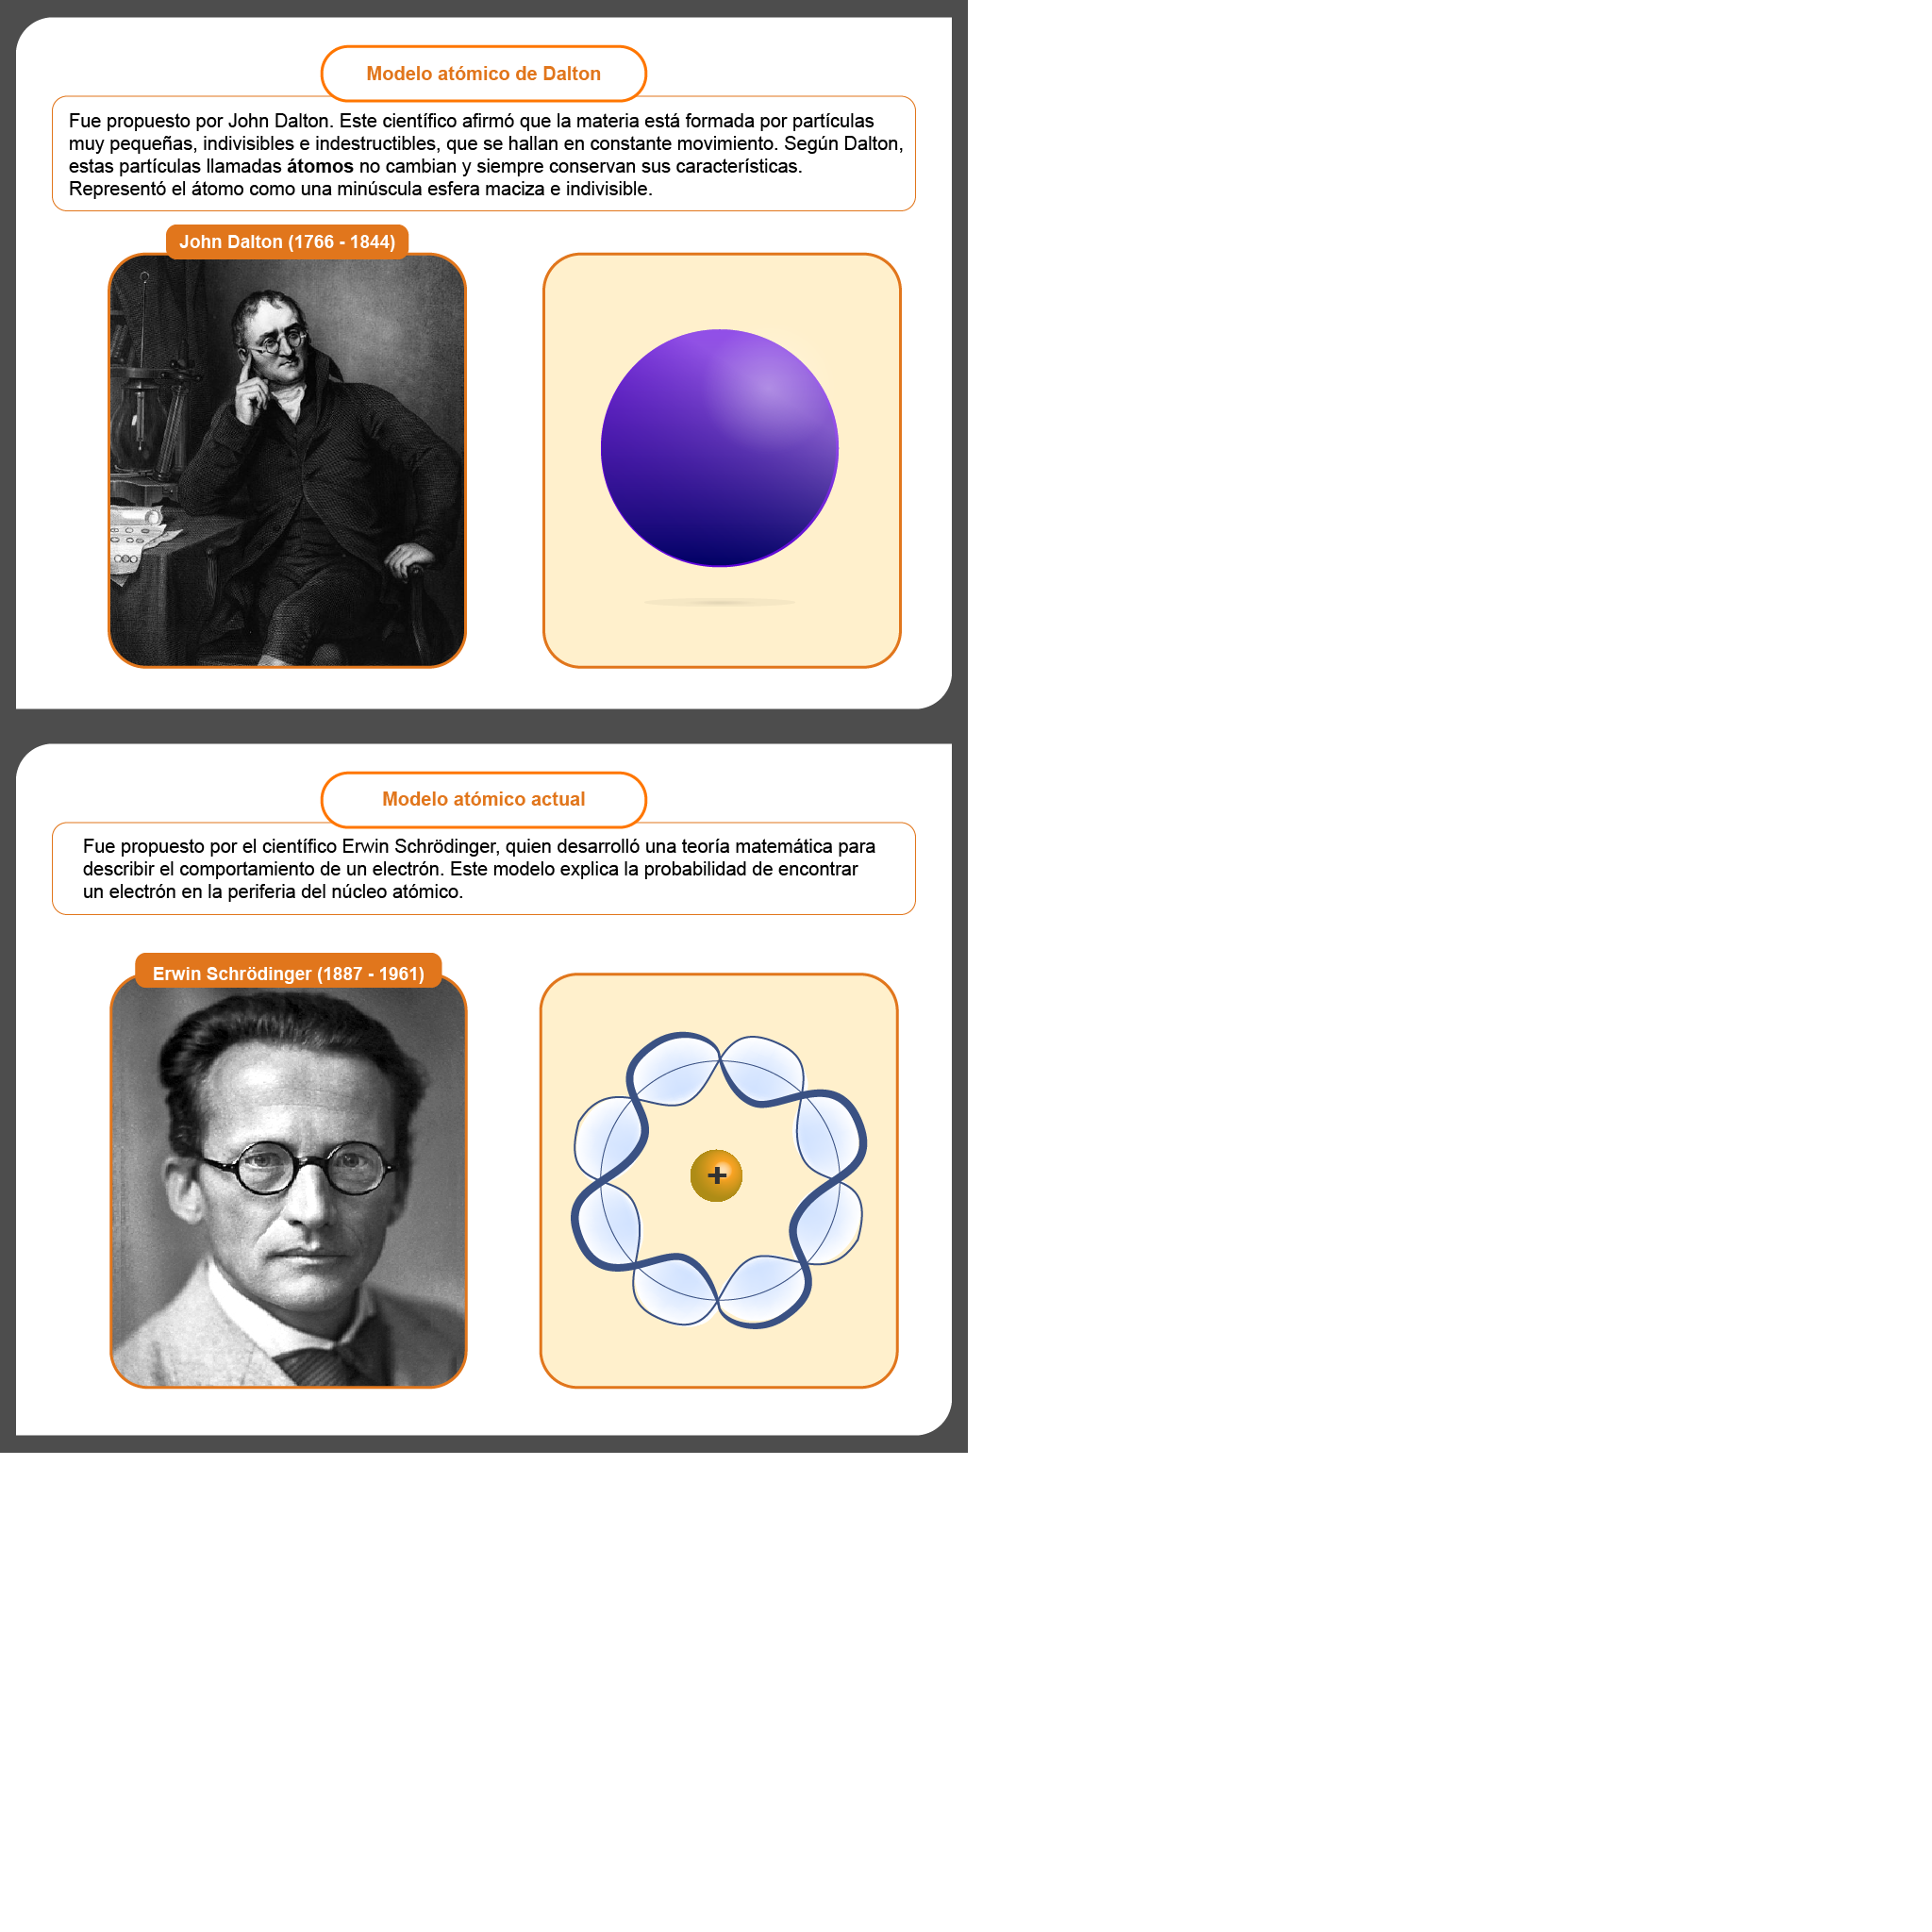 Modelo atómico de Dalton
Fue propuesto por John Dalton. Este científico afirmó que la materia está formada por partículas
muy pequeñas, indivisibles e indestructibles, que se hallan en constante movimiento. Según Dalton,
estas partículas llamadas átomos no cambian y siempre conservan sus características.
Representó el átomo como una minúscula esfera maciza e indivisible.
John Dalton (1766 - 1844)
Modelo atómico actual
Fue propuesto por el científico Erwin Schrödinger, quien desarrolló una teoría matemática para
describir el comportamiento de un electrón. Este modelo explica la probabilidad de encontrar
un electrón en la periferia del núcleo atómico.
Erwin Schrödinger (1887 - 1961)
+